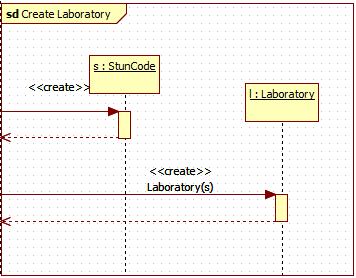 sd Create Laboratory
s : StunCode
<<create>>
l : Laboratory
<<create>>
Laboratory(s)